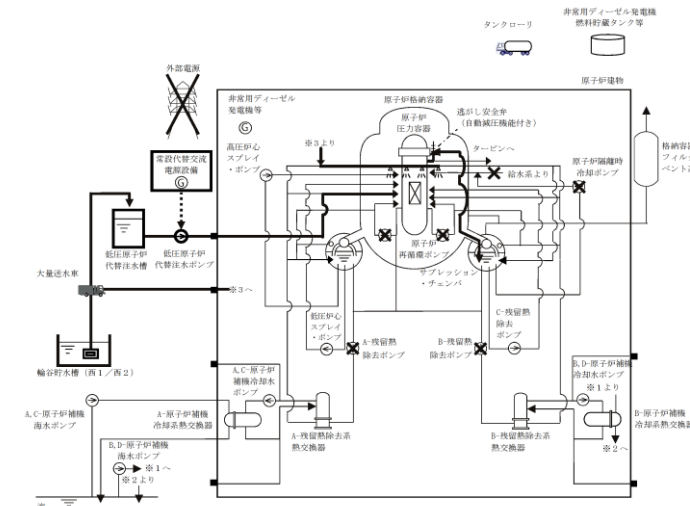 タンクローリ
非常用ディーゼル発電機
燃料貯蔵タンク等
外部電源
原子炉建物
非常用ディーゼル
発電機等
G
原子炉格納容器
原子炉
圧力容器
逃がし安全弁
(自動減圧機能付き)
高圧炉心
スプレイ
・ポンプ
※3より
タービンへ
給水系より
原子炉隔離時
冷却ポンプ
格納容器
フィル
ベント
常設代替交流
電源設備
G
低圧原子炉
代替注水槽
低圧原子炉
代替注水ポンプ
原子炉
再循環ポンプ
サプレッション
・チェンバ
大量送水車
※3へ
低圧炉心
スプレイ
・ポンプ
A-残留熱
除去ポンプ
B-残留熱
除去ポンプ
C-残留熱
除去
ポンプ
輪谷貯水槽(西1/西2)
A,C-原子炉
補機冷却水
ポンプ
B,D-原子炉補機
冷却水ポンプ
※1より
A,C-原子炉補機
海水ポンプ
A-原子炉補機
冷却系熱交換器
A-残留熱除去系
熱交換器
B-残留熱除去系
熱交換器
B-原子炉補機
冷却系熱交換器
※2へ
B,D-原子炉補機
海水ポンプ
※1へ
※2より